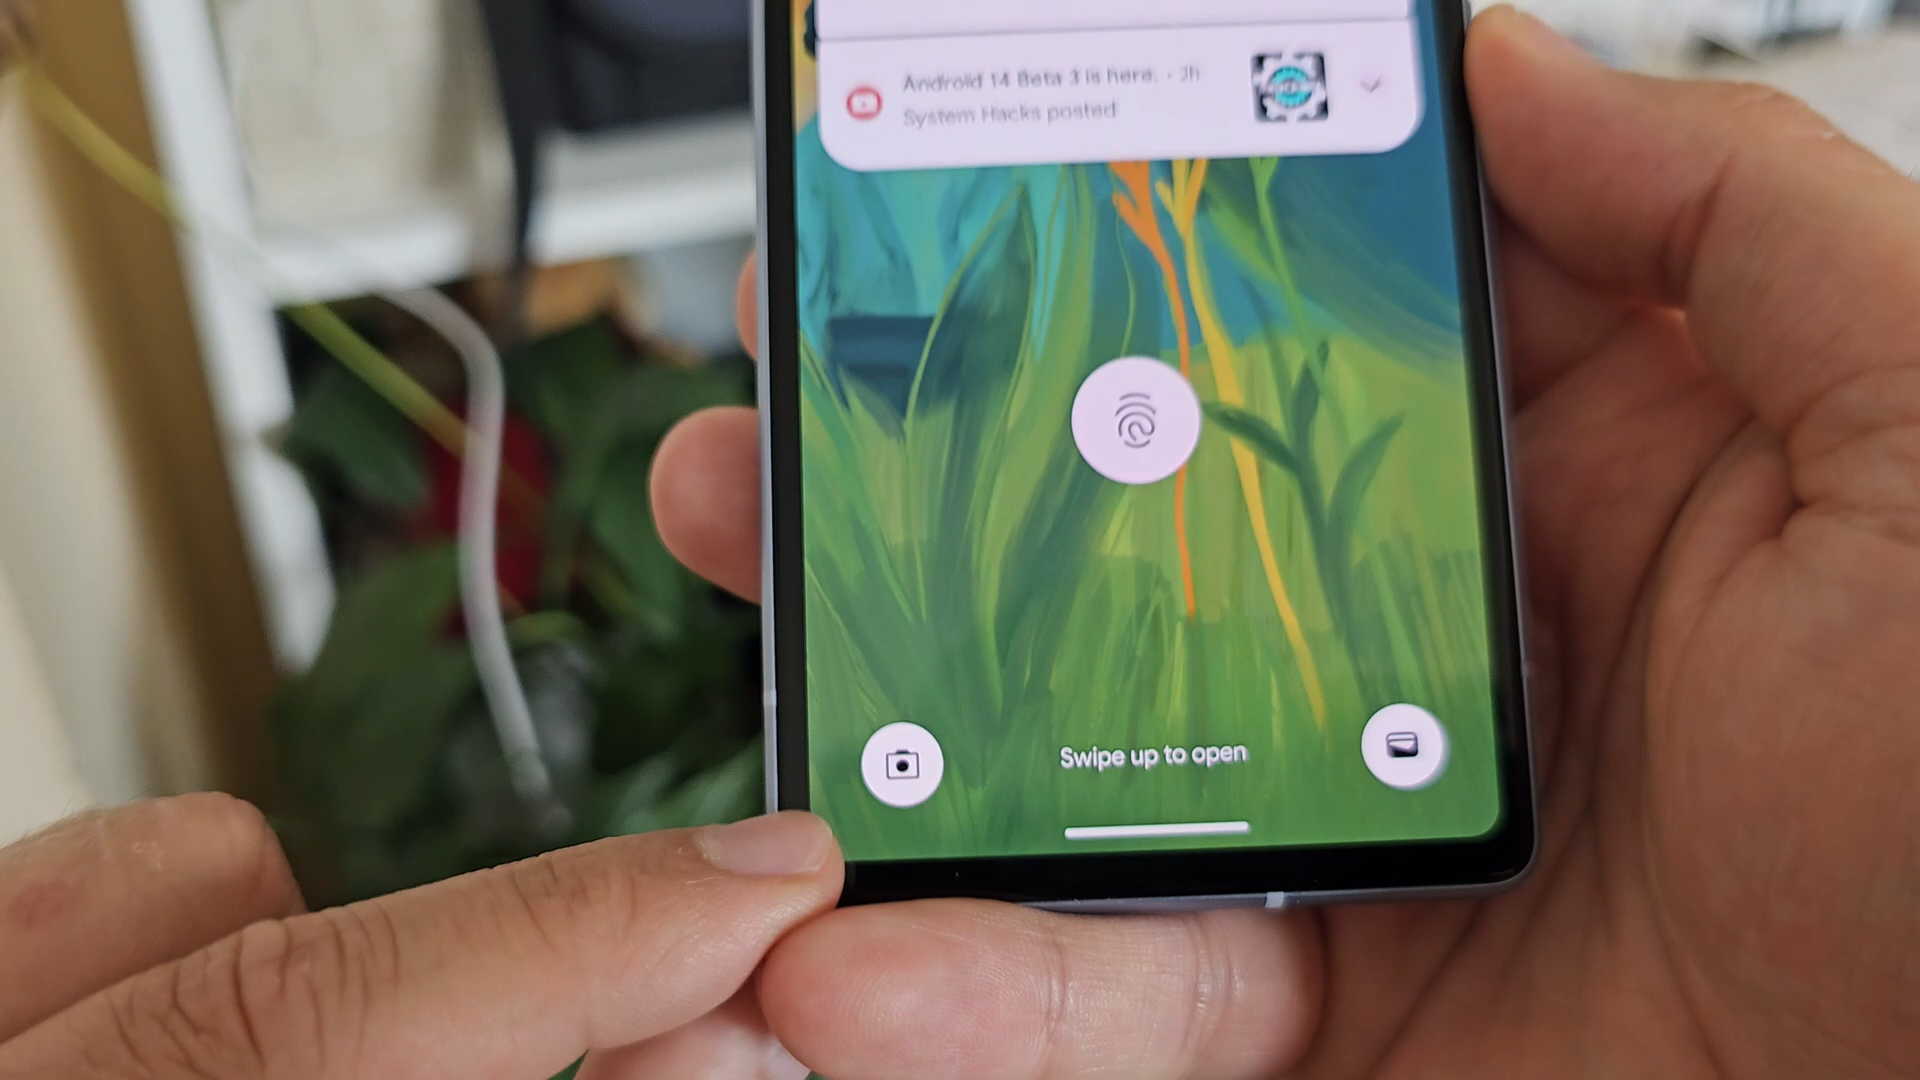 Android 14 Beta 3 is here. · 2h
System Hacks posted
Swipe up to open